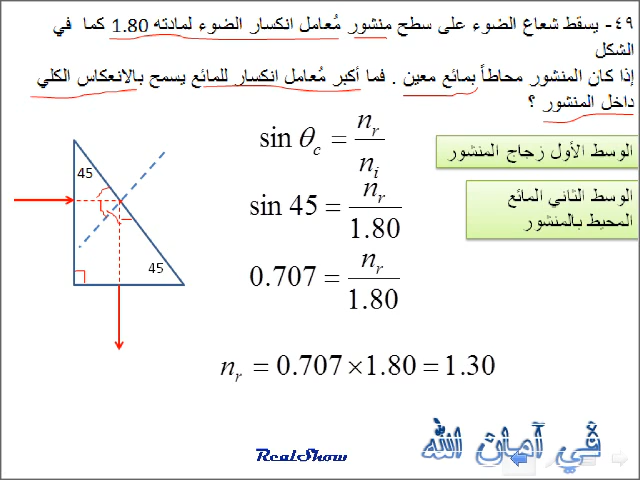 ٤٩- يسقط شعاع الضوء على سطح منشور مُعامل انكسار الضوء لمادته 1.80 كما في
الشكل
إذا كان المنشور محاطاً بمائع معين . فما أكبر مُعامل انكسار للمائع يسمح بالانعكاس الكلي
داخل المنشور ؟
sin θc = nr / ni
الوسط الأول زجاج المنشور
45
sin 45 = nr / 1.80
الوسط الثاني المائع
المحيط بالمنشور
0.707 = nr / 1.80
45
nr = 0.707 × 1.80 = 1.30
في آمان الله
RealShow